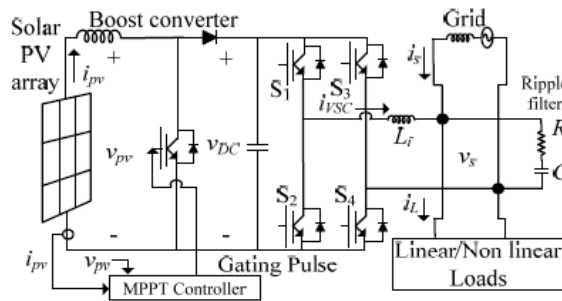 Solar
PV
array
Boost converter
Grid
+
+
i_pv
S1
S3
i_s
i_VSC
Ripple
filter
L_i
R
v_pv
v_DC
v_s
C
S2
S4
i_L
-
-
i_pv
v_pv
Gating Pulse
Linear/Non linear
Loads
MPPT Controller